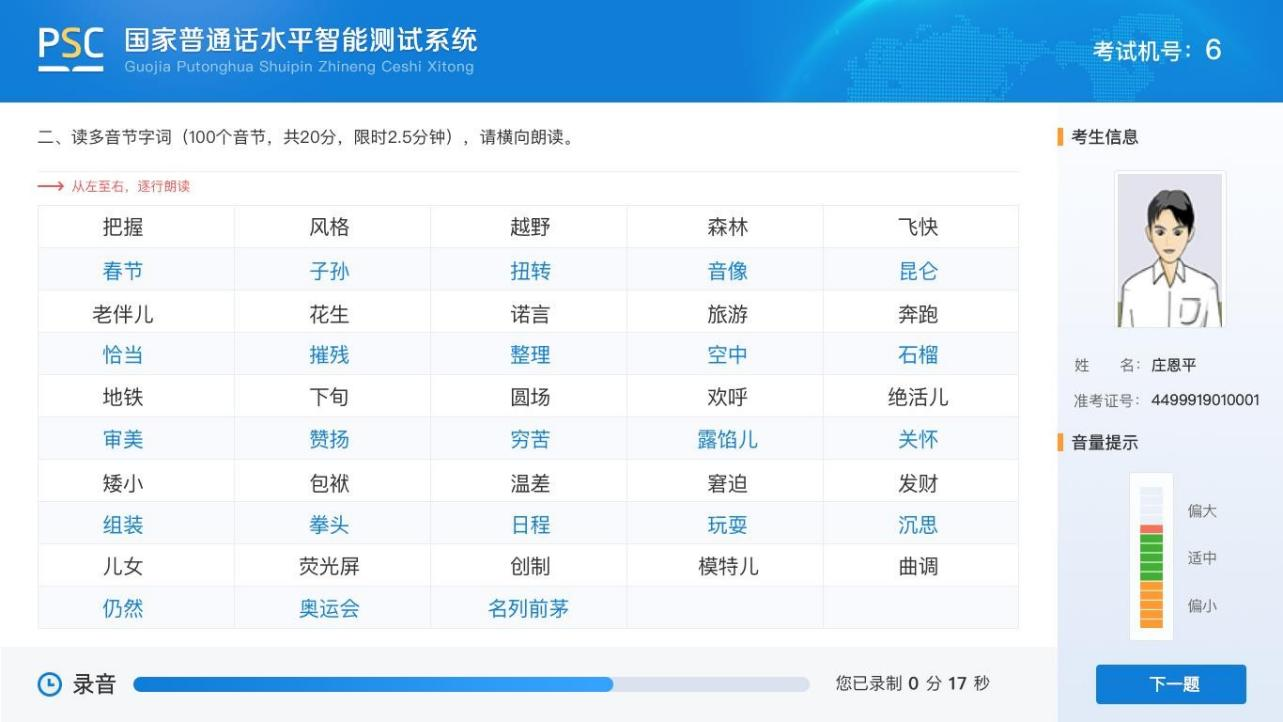 PSC 国家普通话水平智能测试系统
Guojia Putonghua Shuipin Zhineng Ceshi Xitong
考试机号：6
二、读多音节字词（100个音节，共20分，限时2.5分钟），请横向朗读。
从左至右，逐行朗读
把握 风格 越野 森林 飞快
春节 子孙 扭转 音像 昆仑
老伴儿 花生 诺言 旅游 奔跑
恰当 摧残 整理 空中 石榴
地铁 下旬 圆场 欢呼 绝活儿
审美 赞扬 穷苦 露馅儿 关怀
矮小 包袱 温差 窘迫 发财
组装 拳头 日程 玩耍 沉思
儿女 荧光屏 创制 模特儿 曲调
仍然 奥运会 名列前茅
录音
您已录制 0 分 17 秒
考生信息
姓 名：庄恩平
准考证号：4499919010001
音量提示
偏大
适中
偏小
下一题